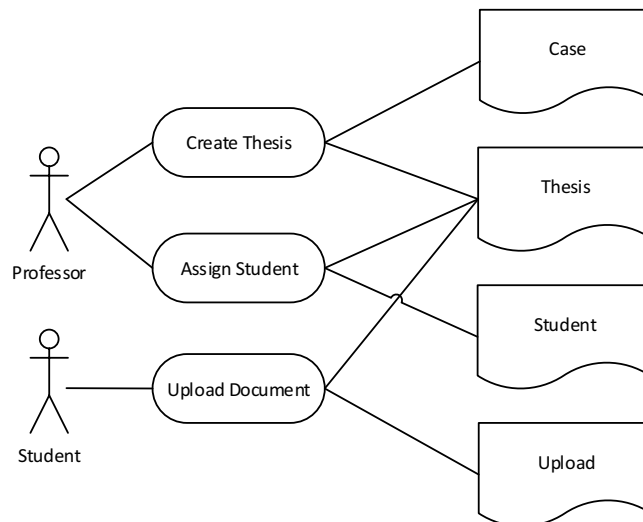 Case
Create Thesis
Thesis
Professor
Assign Student
Student
Upload Document
Student
Upload